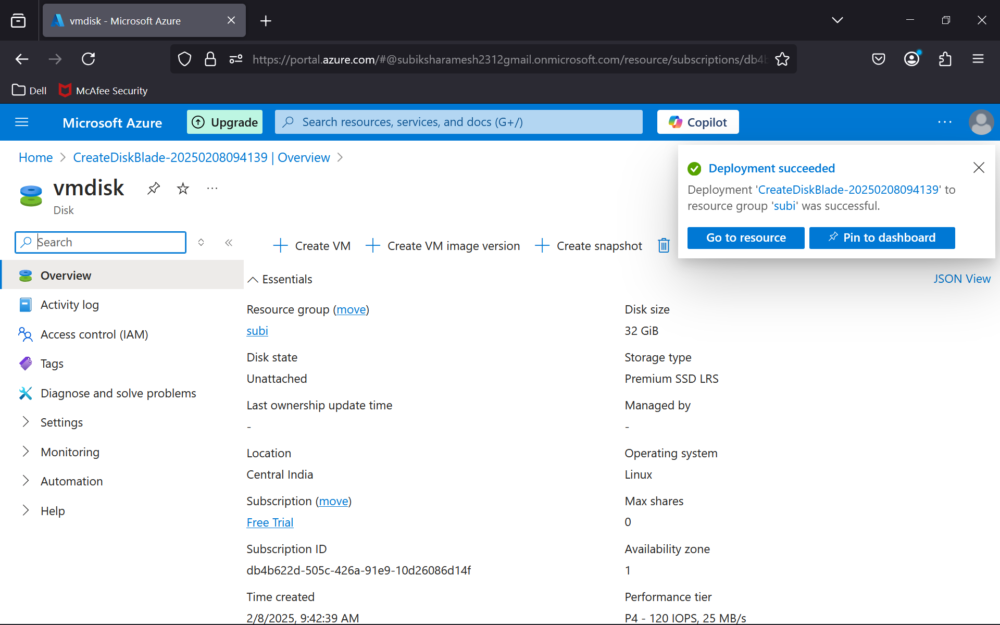 vmdisk - Microsoft Azure
https://portal.azure.com/#@subiksharamesh2312gmail.onmicrosoft.com/resource/subscriptions/db4b
Dell
McAfee Security
Microsoft Azure
Upgrade
Search resources, services, and docs (G+/)
Copilot
...
Home > CreateDiskBlade-20250208094139 | Overview >
vmdisk
...
Disk
Deployment succeeded
Deployment 'CreateDiskBlade-20250208094139' to
resource group 'subi' was successful.
Go to resource
Pin to dashboard
Search
Create VM
Create VM image version
Create snapshot
Overview
Activity log
Access control (IAM)
Tags
Diagnose and solve problems
Settings
Monitoring
Automation
Help
Essentials
JSON View
Resource group (move)
subi
Disk state
Unattached
Last ownership update time
-
Location
Central India
Subscription (move)
Free Trial
Subscription ID
db4b622d-505c-426a-91e9-10d26086d14f
Time created
2/8/2025, 9:42:39 AM
Disk size
32 GiB
Storage type
Premium SSD LRS
Managed by
-
Operating system
Linux
Max shares
0
Availability zone
1
Performance tier
P4 - 120 IOPS, 25 MB/s